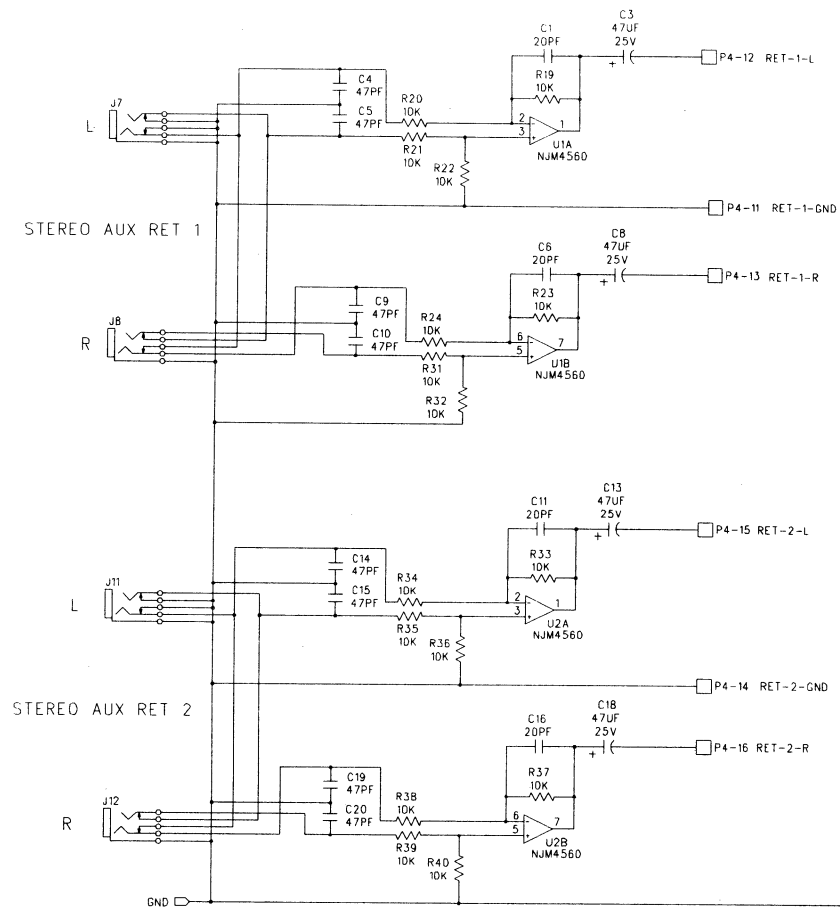 C1
20PF
C3
47UF
25V
P4-12 RET-1-L
C4
47PF
R19
10K
J7
L
C5
47PF
R20
10K
2
3
1
U1A
NJM4560
R21
10K
R22
10K
P4-11 RET-1-GND
STEREO AUX RET 1
C6
20PF
C8
47UF
25V
P4-13 RET-1-R
C9
47PF
R23
10K
J8
R
C10
47PF
R24
10K
6
5
7
U1B
NJM4560
R31
10K
R32
10K
C11
20PF
C13
47UF
25V
P4-15 RET-2-L
C14
47PF
R33
10K
J11
L
C15
47PF
R34
10K
2
3
1
U2A
NJM4560
R35
10K
R36
10K
P4-14 RET-2-GND
STEREO AUX RET 2
C16
20PF
C18
47UF
25V
P4-16 RET-2-R
C19
47PF
R37
10K
J12
R
C20
47PF
R38
10K
6
5
7
U2B
NJM4560
R39
10K
R40
10K
GND